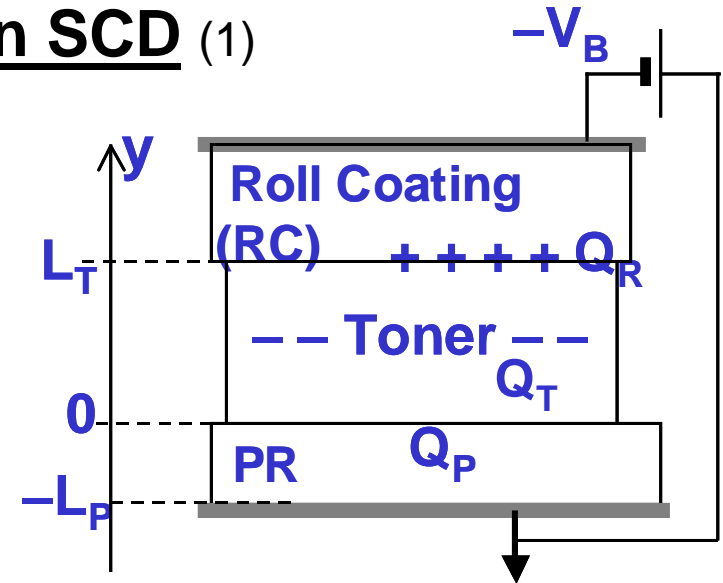 n SCD (1)
–V_B
y
Roll Coating
(RC) + + + + Q_R
L_T
– – Toner – –
Q_T
0
Q_P
PR
–L_P